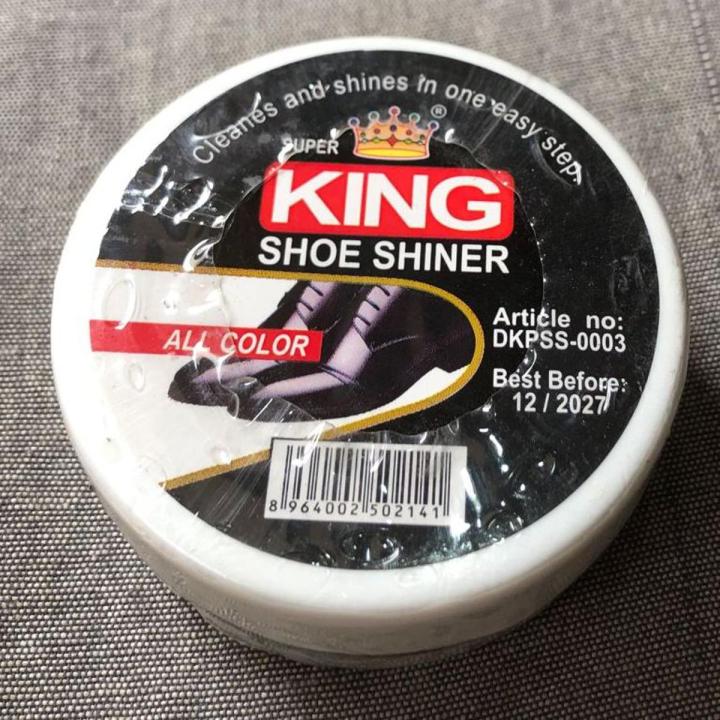 Cleanes and shines in one easy step.
SUPER
®
KING
SHOE SHINER
ALL COLOR
Article no:
DKPSS-0003
Best Before:
12 / 2027
8 964002 502141